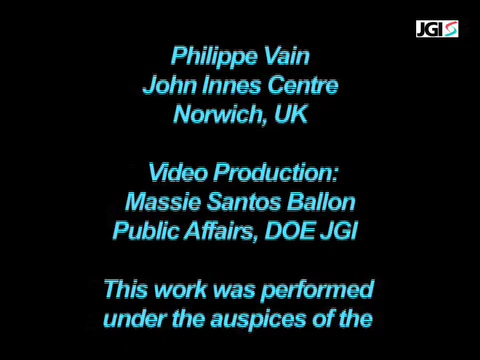 JGI
Philippe Vain
John Innes Centre
Norwich, UK
Video Production:
Massie Santos Ballon
Public Affairs, DOE JGI
This work was performed
under the auspices of the